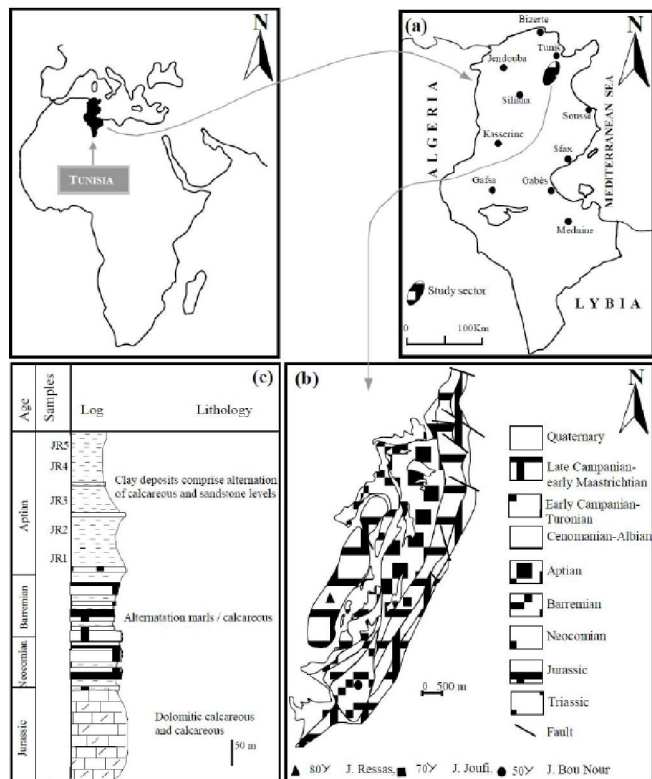 N
TUNISIA
(a)
N
Bizerte
Tunis
Jendouba
Siliana
Sousse
Kasserine
Sfax
Gafsa
Gabès
Mednine
ALGERIA
MEDITERRANEAN SEA
LYBIA
Study sector
0 100Km
(c)
Age
Samples
Log
Lithology
Aptian
JR5
JR4
JR3
JR2
JR1
Clay deposits comprise alternation
of calcareous and sandstone levels
Barremian
Alternatation marls / calcareous
Neocomian
Jurassic
Dolomitic calcareous
and calcareous
50 m
(b)
N
Quaternary
Late Campanian-
early Maastrichtian
Early Campanian-
Turonian
Cenomanian-Albian
Aptian
Barremian
Neocomian
Jurassic
Triassic
Fault
0 500 m
80 J. Ressas, 70 J. Joufi. 50 J. Bou Nour